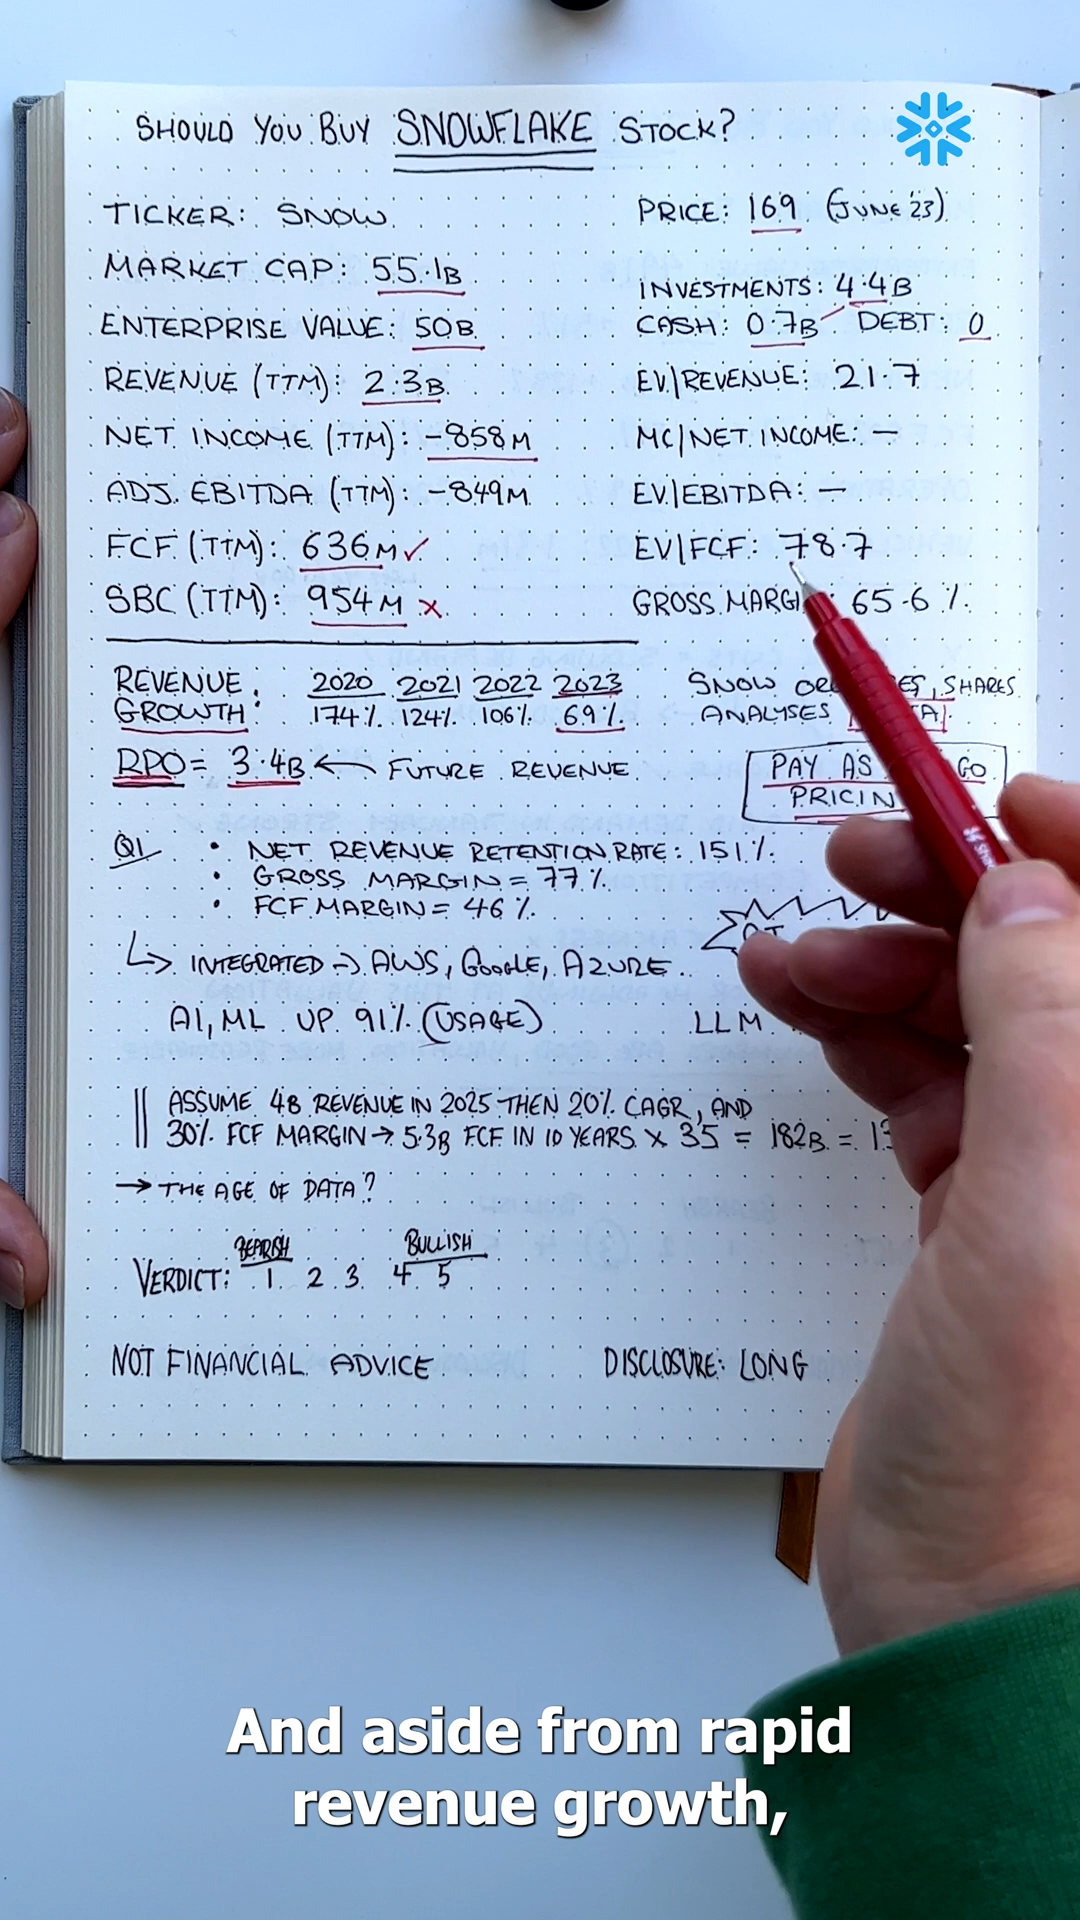 SHOULD YOU BUY SNOWFLAKE STOCK?
TICKER: SNOW
PRICE: 169 (JUNE '23)
MARKET CAP: 55.1B
INVESTMENTS: 4.4B
ENTERPRISE VALUE: 50B
CASH: 0.7B DEBT: 0
REVENUE (TTM): 2.3B
EV/REVENUE: 21.7
NET INCOME (TTM): -858M
MC/NET INCOME: —
ADJ. EBITDA (TTM): -849M
EV/EBITDA: —
FCF (TTM): 636M ✓
EV/FCF: 78.7
SBC (TTM): 954M x
GROSS MARGI : 65.6%
REVENUE GROWTH: 2020 2021 2022 2023
174% 124% 106% 69%
SNOW , SHARES
ANALYSES
RPO = 3.4B ← FUTURE REVENUE
PAY AS GO
PRICIN
Q1 • NET REVENUE RETENTION RATE: 151%
• GROSS MARGIN = 77%
• FCF MARGIN = 46%
↳ INTEGRATED → AWS, GOOGLE, AZURE
AI, ML UP 91% (USAGE)
LLM
ASSUME 4B REVENUE IN 2025 THEN 20% CAGR, AND
30% FCF MARGIN → 5.3B FCF IN 10 YEARS x 35 = 182B =
→ THE AGE OF DATA?
BEARISH BULLISH
VERDICT: 1 2 3 4 5
NOT FINANCIAL ADVICE
DISCLOSURE: LONG
And aside from rapid
revenue growth,